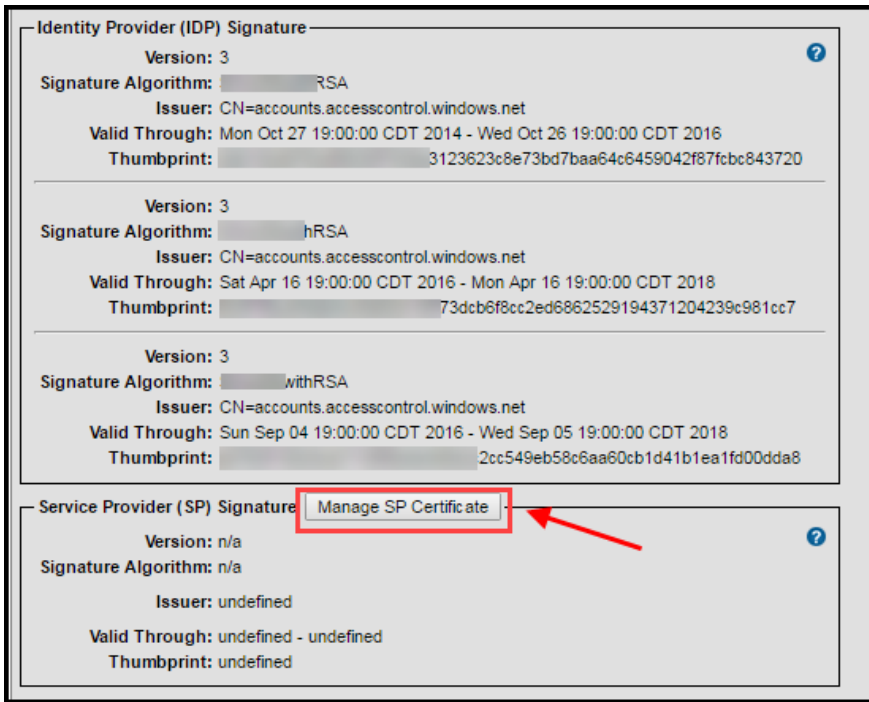 Identity Provider (IDP) Signature
Version: 3
Signature Algorithm: RSA
Issuer: CN=accounts.accesscontrol.windows.net
Valid Through: Mon Oct 27 19:00:00 CDT 2014 - Wed Oct 26 19:00:00 CDT 2016
Thumbprint: 3123623c8e73bd7baa64c6459042f87fcbc843720
Version: 3
Signature Algorithm: hRSA
Issuer: CN=accounts.accesscontrol.windows.net
Valid Through: Sat Apr 16 19:00:00 CDT 2016 - Mon Apr 16 19:00:00 CDT 2018
Thumbprint: 73dcb6f8cc2ed6862529194371204239c981cc7
Version: 3
Signature Algorithm: withRSA
Issuer: CN=accounts.accesscontrol.windows.net
Valid Through: Sun Sep 04 19:00:00 CDT 2016 - Wed Sep 05 19:00:00 CDT 2018
Thumbprint: 2cc549eb58c6aa60cb1d41b1ea1fd00dda8
Service Provider (SP) Signature Manage SP Certificate
Version: n/a
Signature Algorithm: n/a
Issuer: undefined
Valid Through: undefined - undefined
Thumbprint: undefined